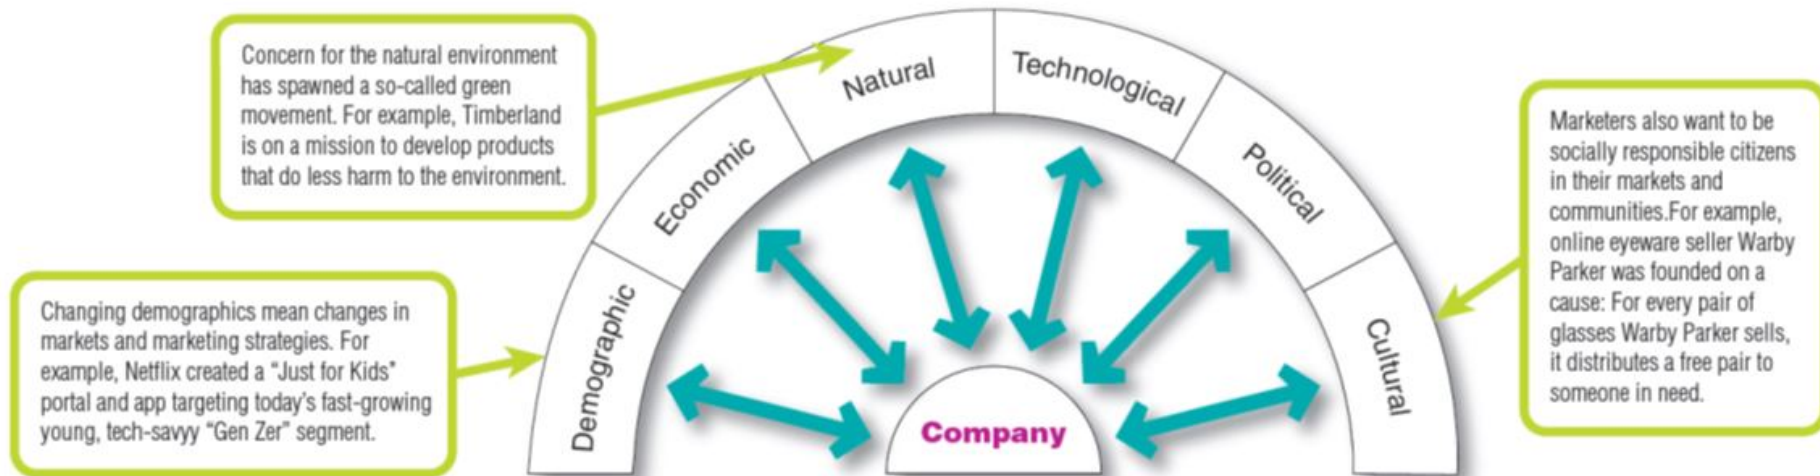 Concern for the natural environment
has spawned a so-called green
movement. For example, Timberland
is on a mission to develop products
that do less harm to the environment.
Changing demographics mean changes in
markets and marketing strategies. For
example, Netflix created a “Just for Kids”
portal and app targeting today’s fast-growing
young, tech-savyy “Gen Zer” segment.
Demographic
Economic
Natural
Technological
Political
Cultural
Company
Marketers also want to be
socially responsible citizens
in their markets and
communities.For example,
online eyeware seller Warby
Parker was founded on a
cause: For every pair of
glasses Warby Parker sells,
it distributes a free pair to
someone in need.